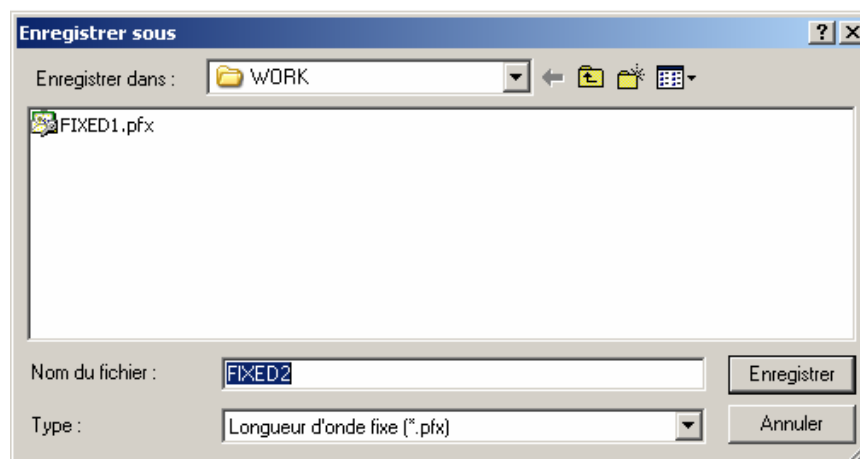 Enregistrer sous
Enregistrer dans : WORK
FIXED1.pfx
Nom du fichier : FIXED2 Enregistrer
Type : Longueur d'onde fixe (*.pfx) Annuler